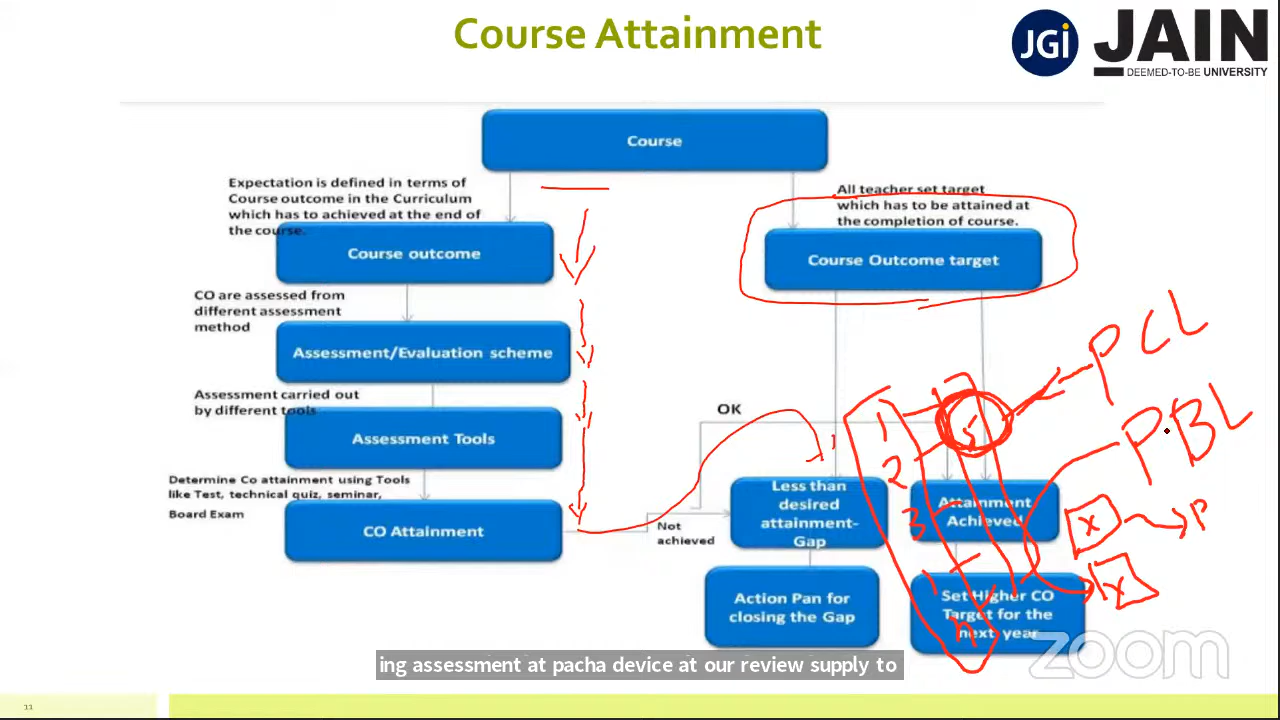 Course Attainment
JGi JAIN
DEEMED-TO-BE UNIVERSITY
Course
Expectation is defined in terms of
Course outcome in the Curriculum
which has to achieved at the end of
the course.
All teacher set target
which has to be attained at
the completion of course.
Course outcome
Course Outcome target
CO are assessed from
different assessment
method
Assessment/Evaluation scheme
Assessment carried out
by different tools
Assessment Tools
Determine Co attainment using Tools
like Test, technical quiz, seminar,
Board Exam
CO Attainment
OK
Not
achieved
Less than
desired
attainment-
Gap
Attainment
Achieved
Action Pan for
closing the Gap
Set Higher CO
Target for the
next year
PCL
PBL
1
2
3
n
5
X
P
X
zoom
ing assessment at pacha device at our review supply to
11